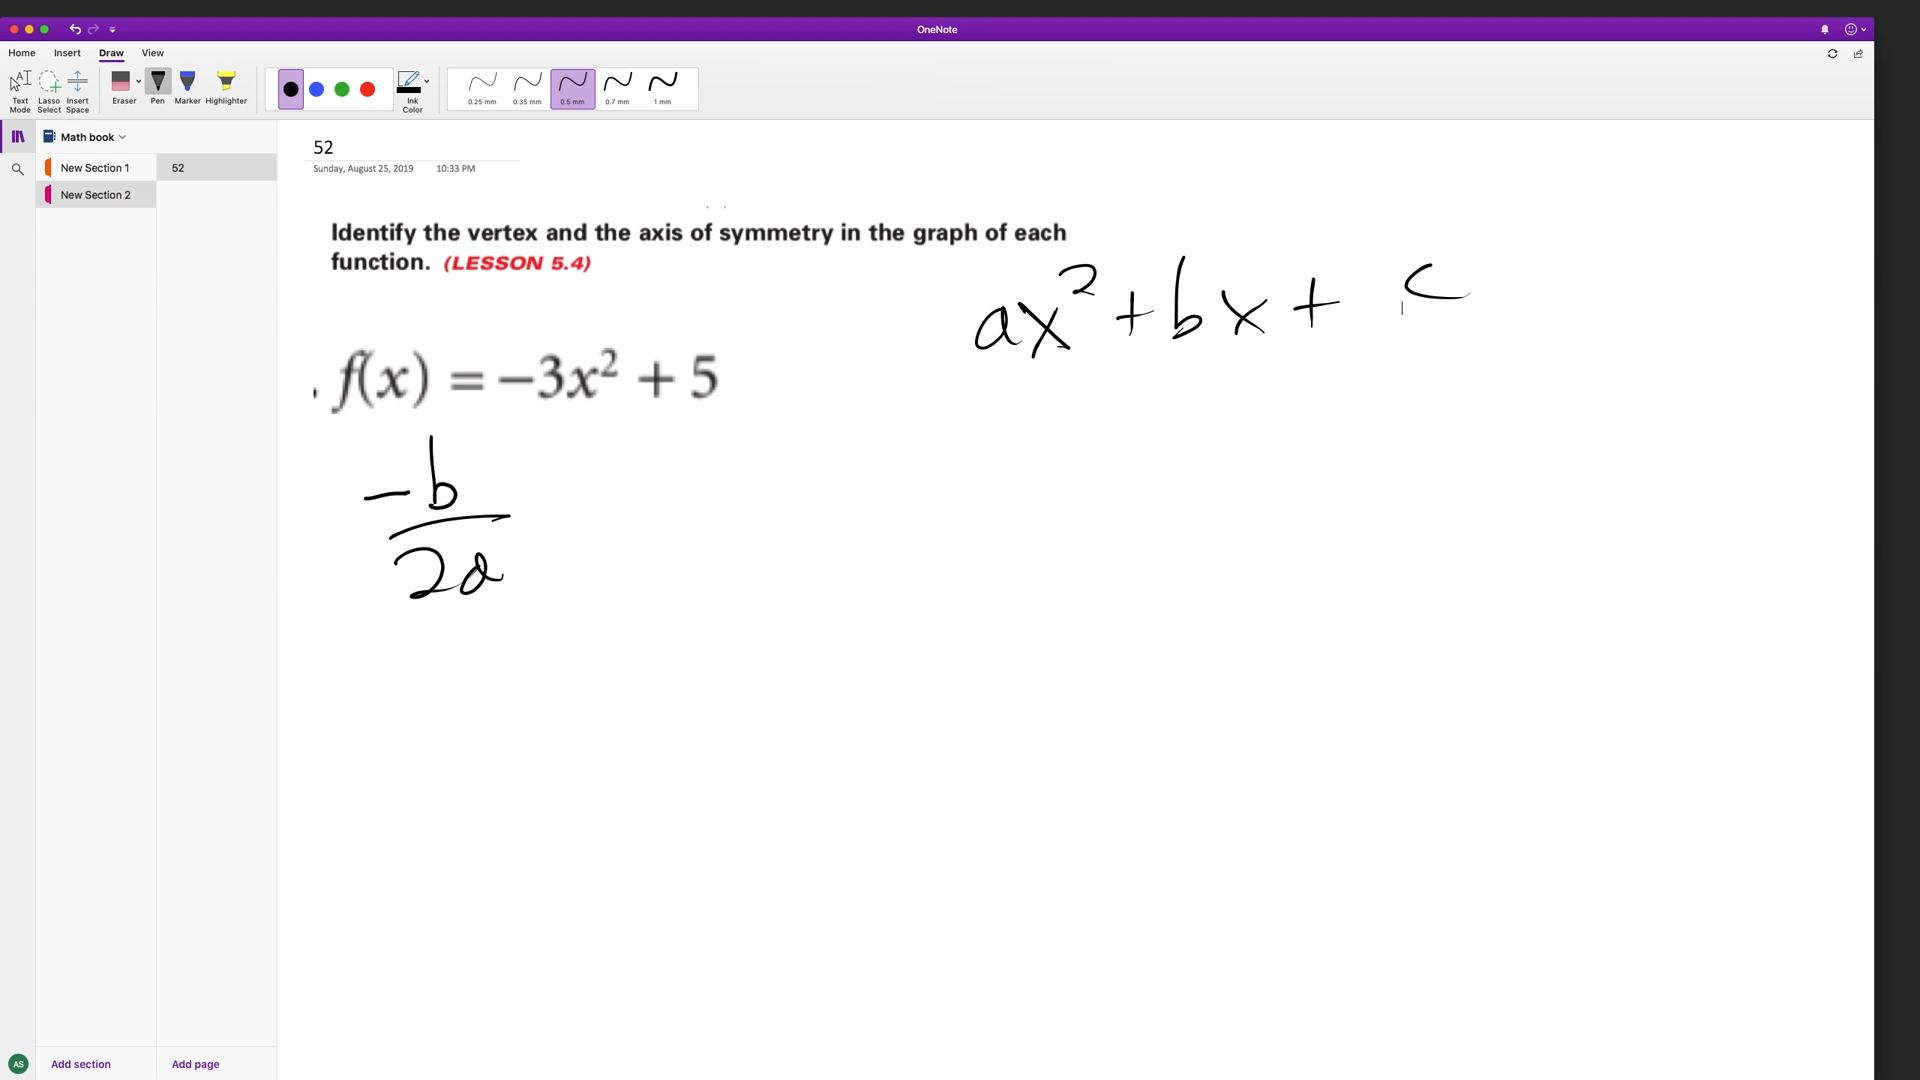 OneNote
Home Insert Draw View
Text Mode Lasso Select Insert Space Eraser Pen Marker Highlighter Ink Color 0.25 mm 0.35 mm 0.5 mm 0.7 mm 1 mm
Math book
New Section 1
New Section 2
52
52
Sunday, August 25, 2019 10:33 PM
Identify the vertex and the axis of symmetry in the graph of each
function. (LESSON 5.4)
ax² + bx + c
f(x) = −3x² + 5
−b
2a
AS
Add section
Add page